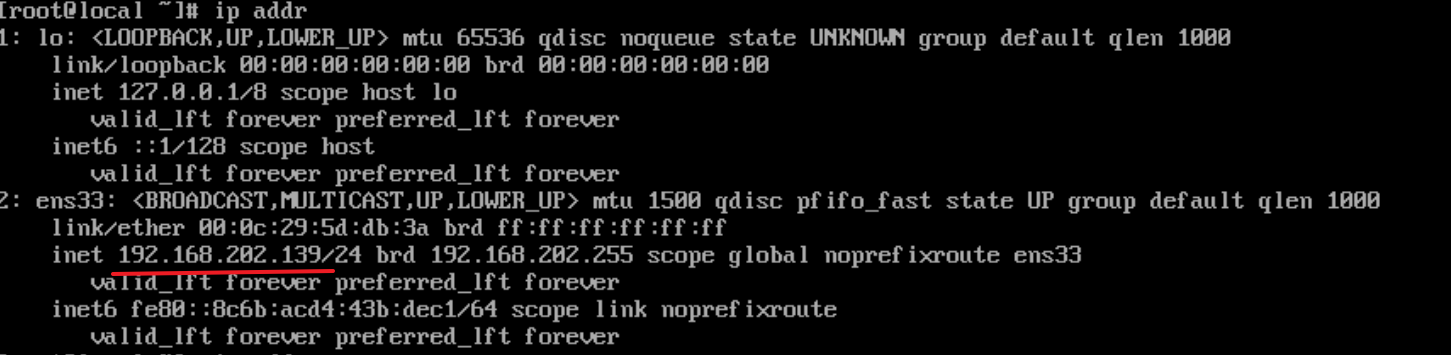 [root@local ~]# ip addr
1: lo: <LOOPBACK,UP,LOWER_UP> mtu 65536 qdisc noqueue state UNKNOWN group default qlen 1000
link/loopback 00:00:00:00:00:00 brd 00:00:00:00:00:00
inet 127.0.0.1/8 scope host lo
valid_lft forever preferred_lft forever
inet6 ::1/128 scope host
valid_lft forever preferred_lft forever
2: ens33: <BROADCAST,MULTICAST,UP,LOWER_UP> mtu 1500 qdisc pfifo_fast state UP group default qlen 1000
link/ether 00:0c:29:5d:db:3a brd ff:ff:ff:ff:ff:ff
inet 192.168.202.139/24 brd 192.168.202.255 scope global noprefixroute ens33
valid_lft forever preferred_lft forever
inet6 fe80::8c6b:acd4:43b:dec1/64 scope link noprefixroute
valid_lft forever preferred_lft forever